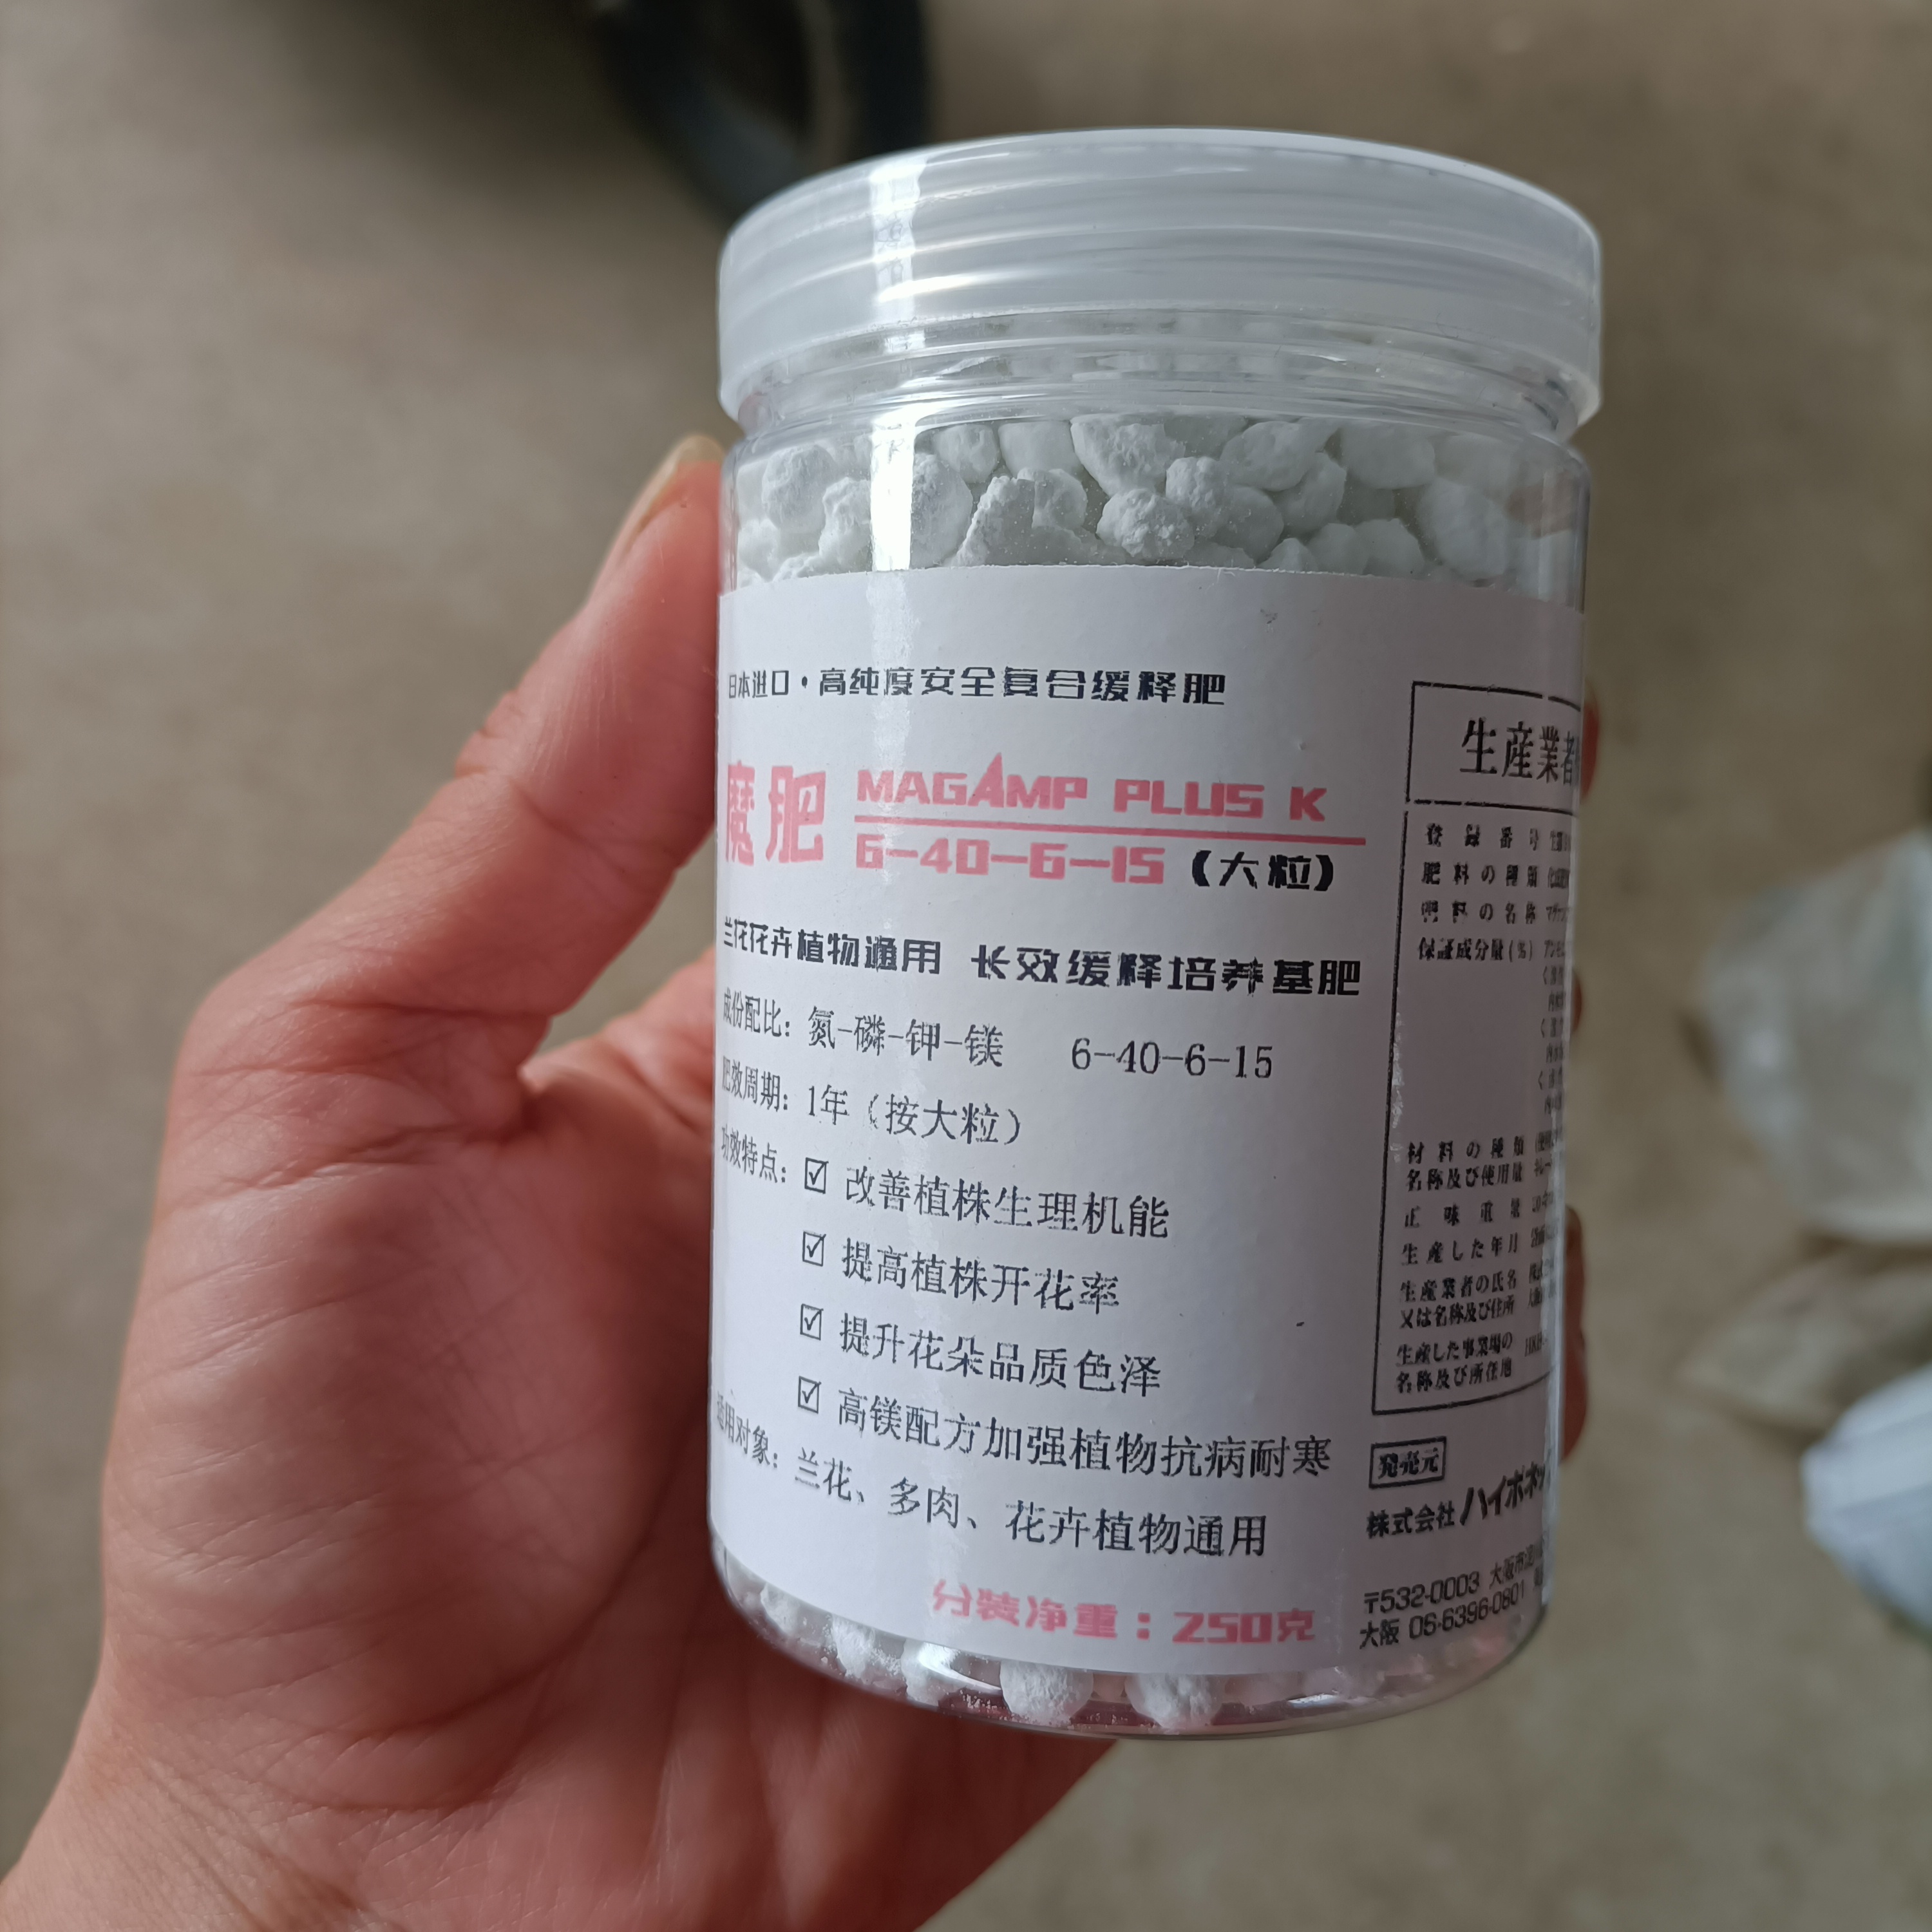 日本进口·高纯度安全复合缓释肥
魔肥 MAGAMP PLUS K
6-40-6-15（大粒）
兰花花卉植物通用 长效缓释培养基肥
成份配比：氮-磷-钾-镁 6-40-6-15
肥效周期：1年（按大粒）
功效特点：☑ 改善植株生理机能
☑ 提高植株开花率
☑ 提升花朵品质色泽
☑ 高镁配方加强植物抗病耐寒
适用对象：兰花、多肉、花卉植物通用
分装净重：250克
生産業者
登録番号
肥料の種類
肥料の名称
保証成分量(%)
材料の種類
名称及び使用量
正味重量
生産した年月
生産業者の氏名
又は名称及び住所
生産した事業場の
名称及び所在地
発売元
株式会社ハイポネッ
〒532-0003 大阪市
大阪 06-6396-0801